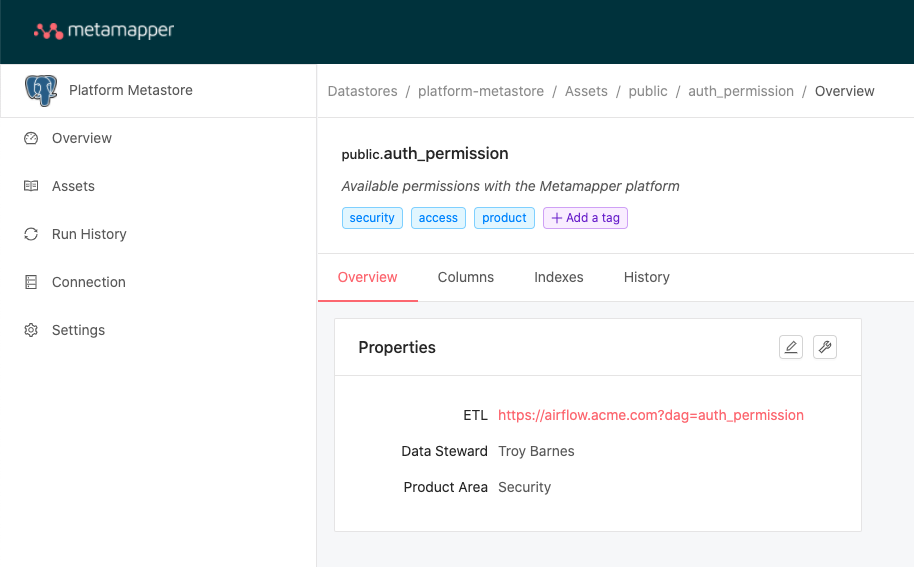 metamapper
Platform Metastore
Overview
Assets
Run History
Connection
Settings
Datastores / platform-metastore / Assets / public / auth_permission / Overview
public.auth_permission
Available permissions with the Metamapper platform
security access product + Add a tag
Overview Columns Indexes History
Properties
ETL https://airflow.acme.com?dag=auth_permission
Data Steward Troy Barnes
Product Area Security